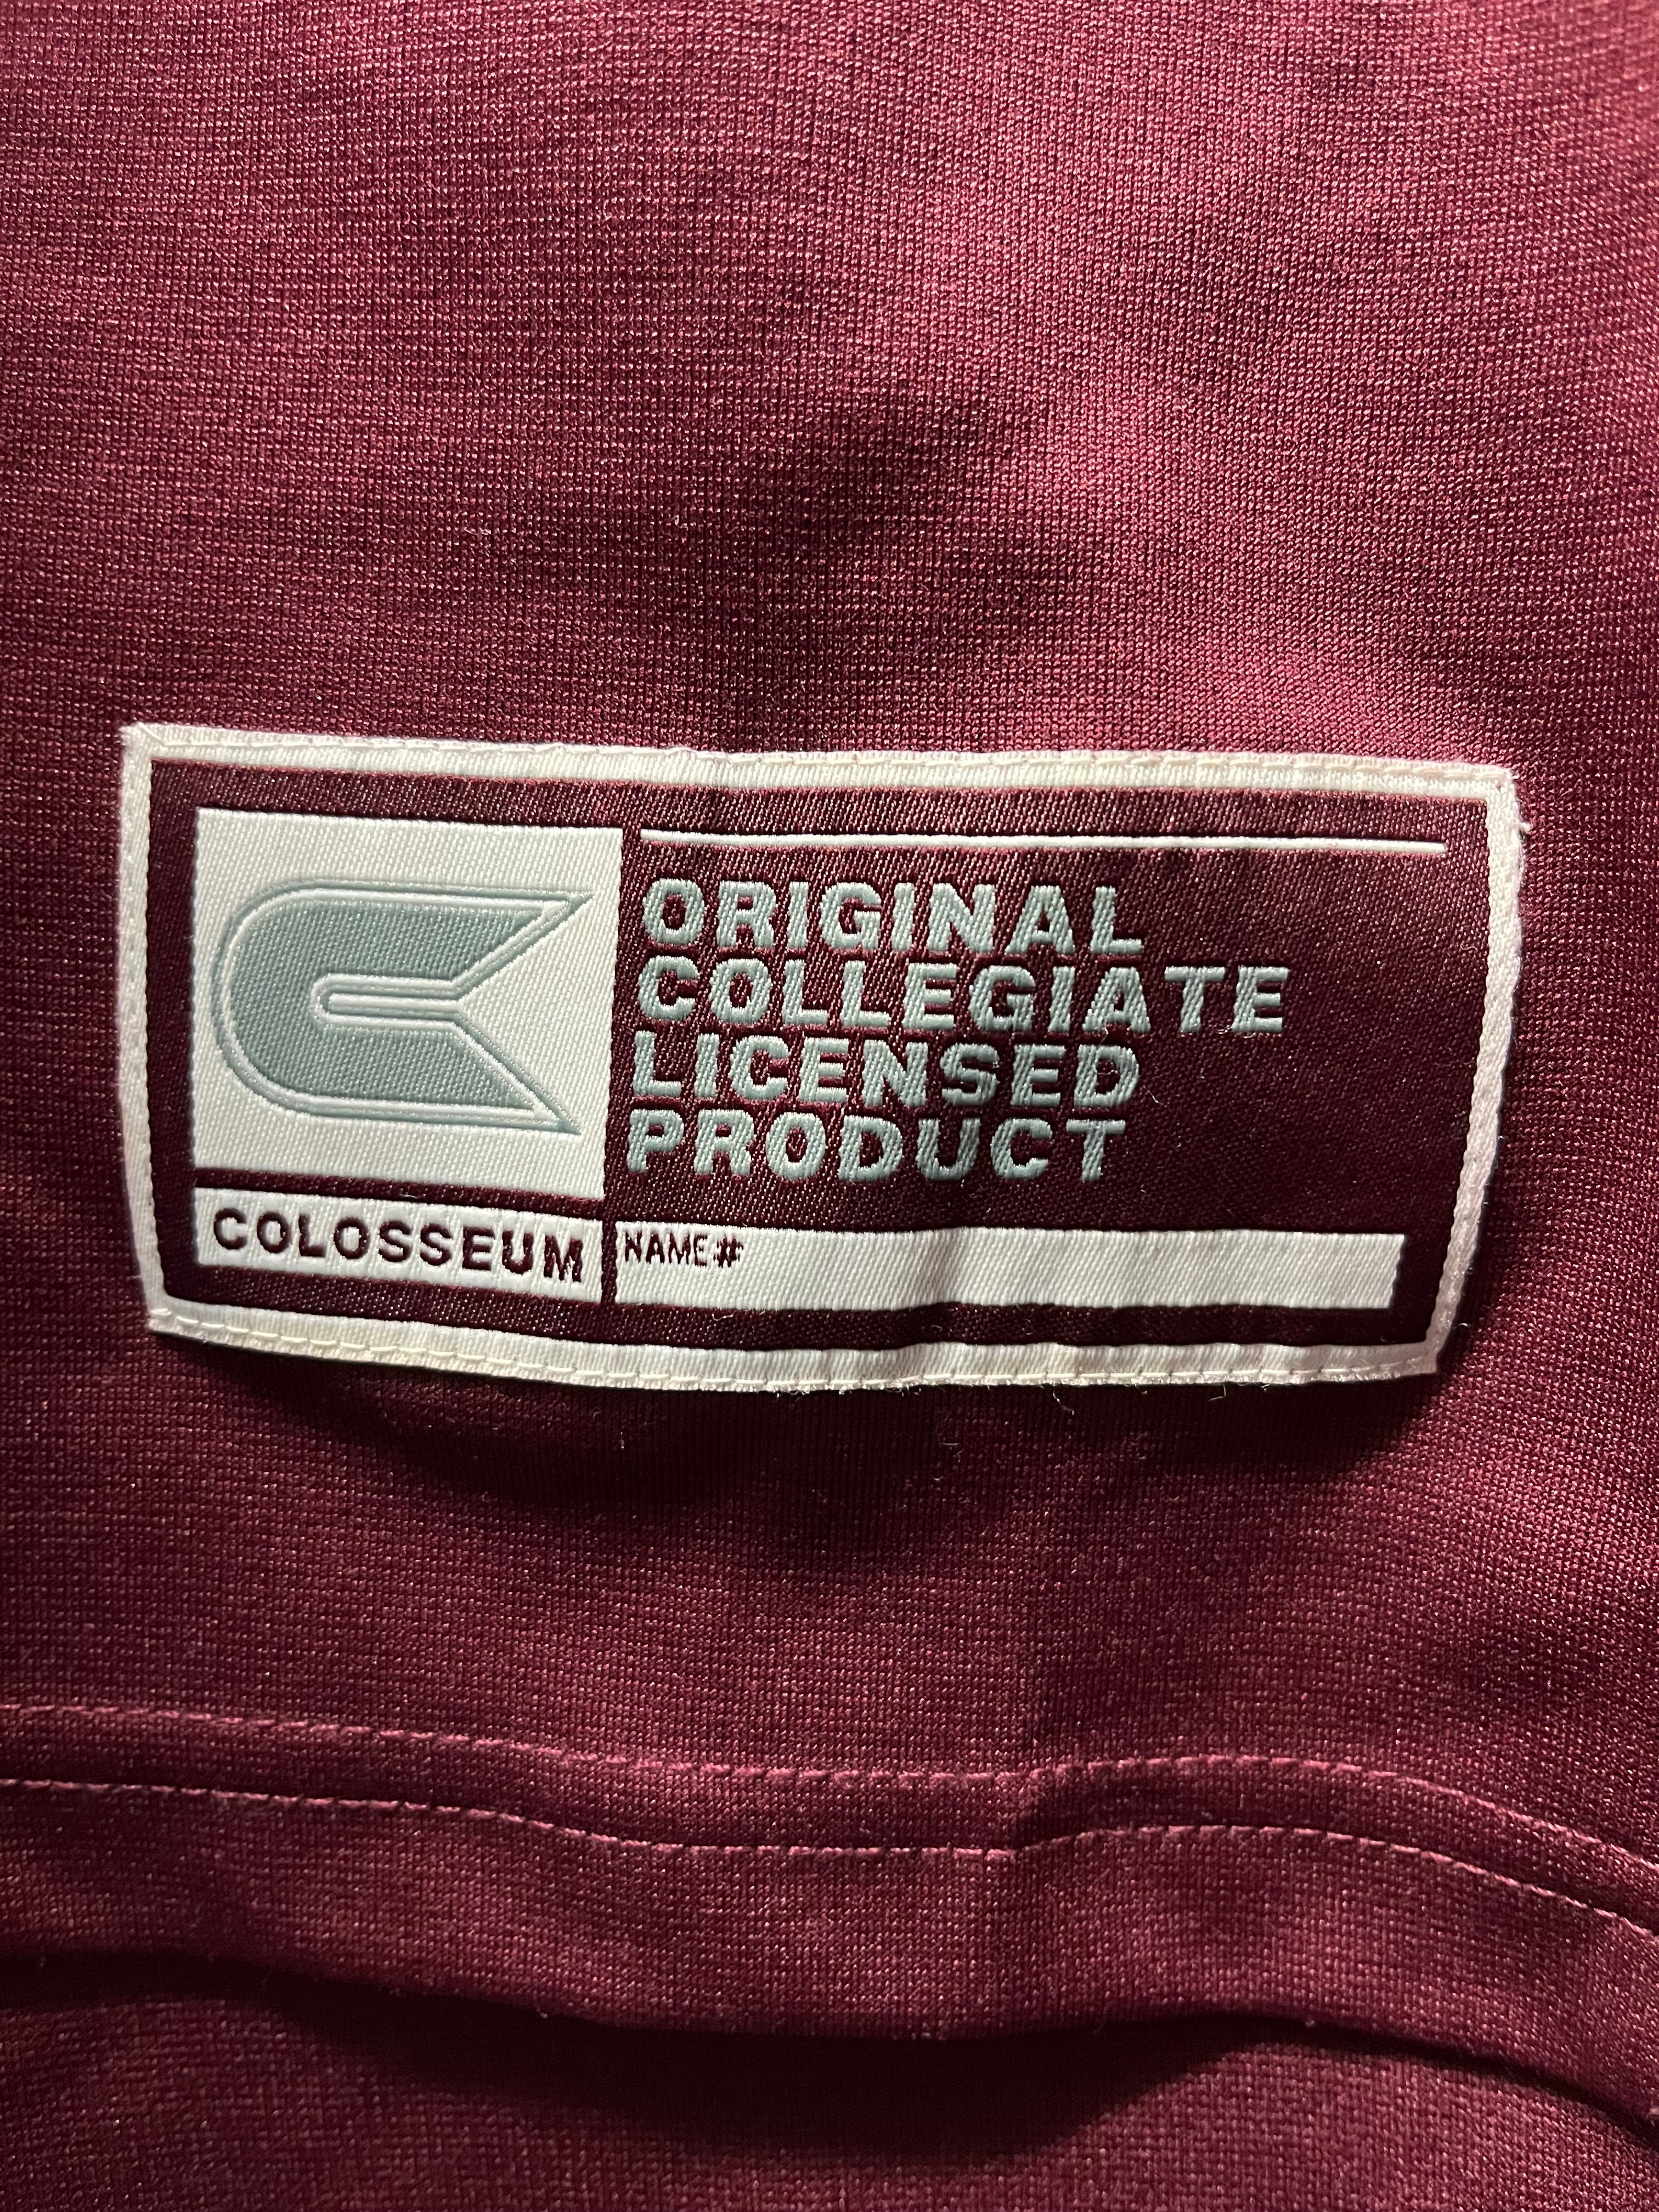 ORIGINAL
COLLEGIATE
LICENSED
PRODUCT
COLOSSEUM
NAME#